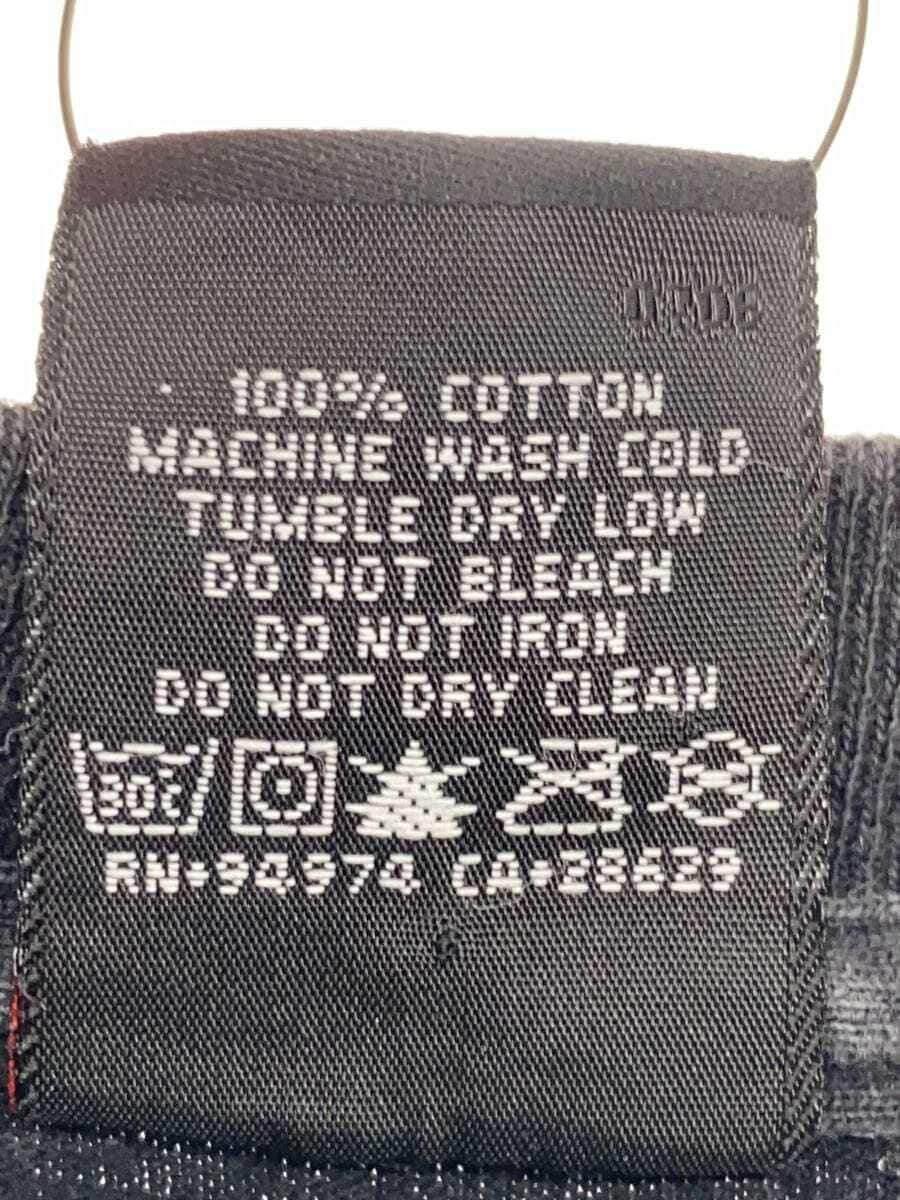 100% COTTON
MACHINE WASH COLD
TUMBLE DRY LOW
DO NOT BLEACH
DO NOT IRON
DO NOT DRY CLEAN
30°C
RN•94974 CA•28629